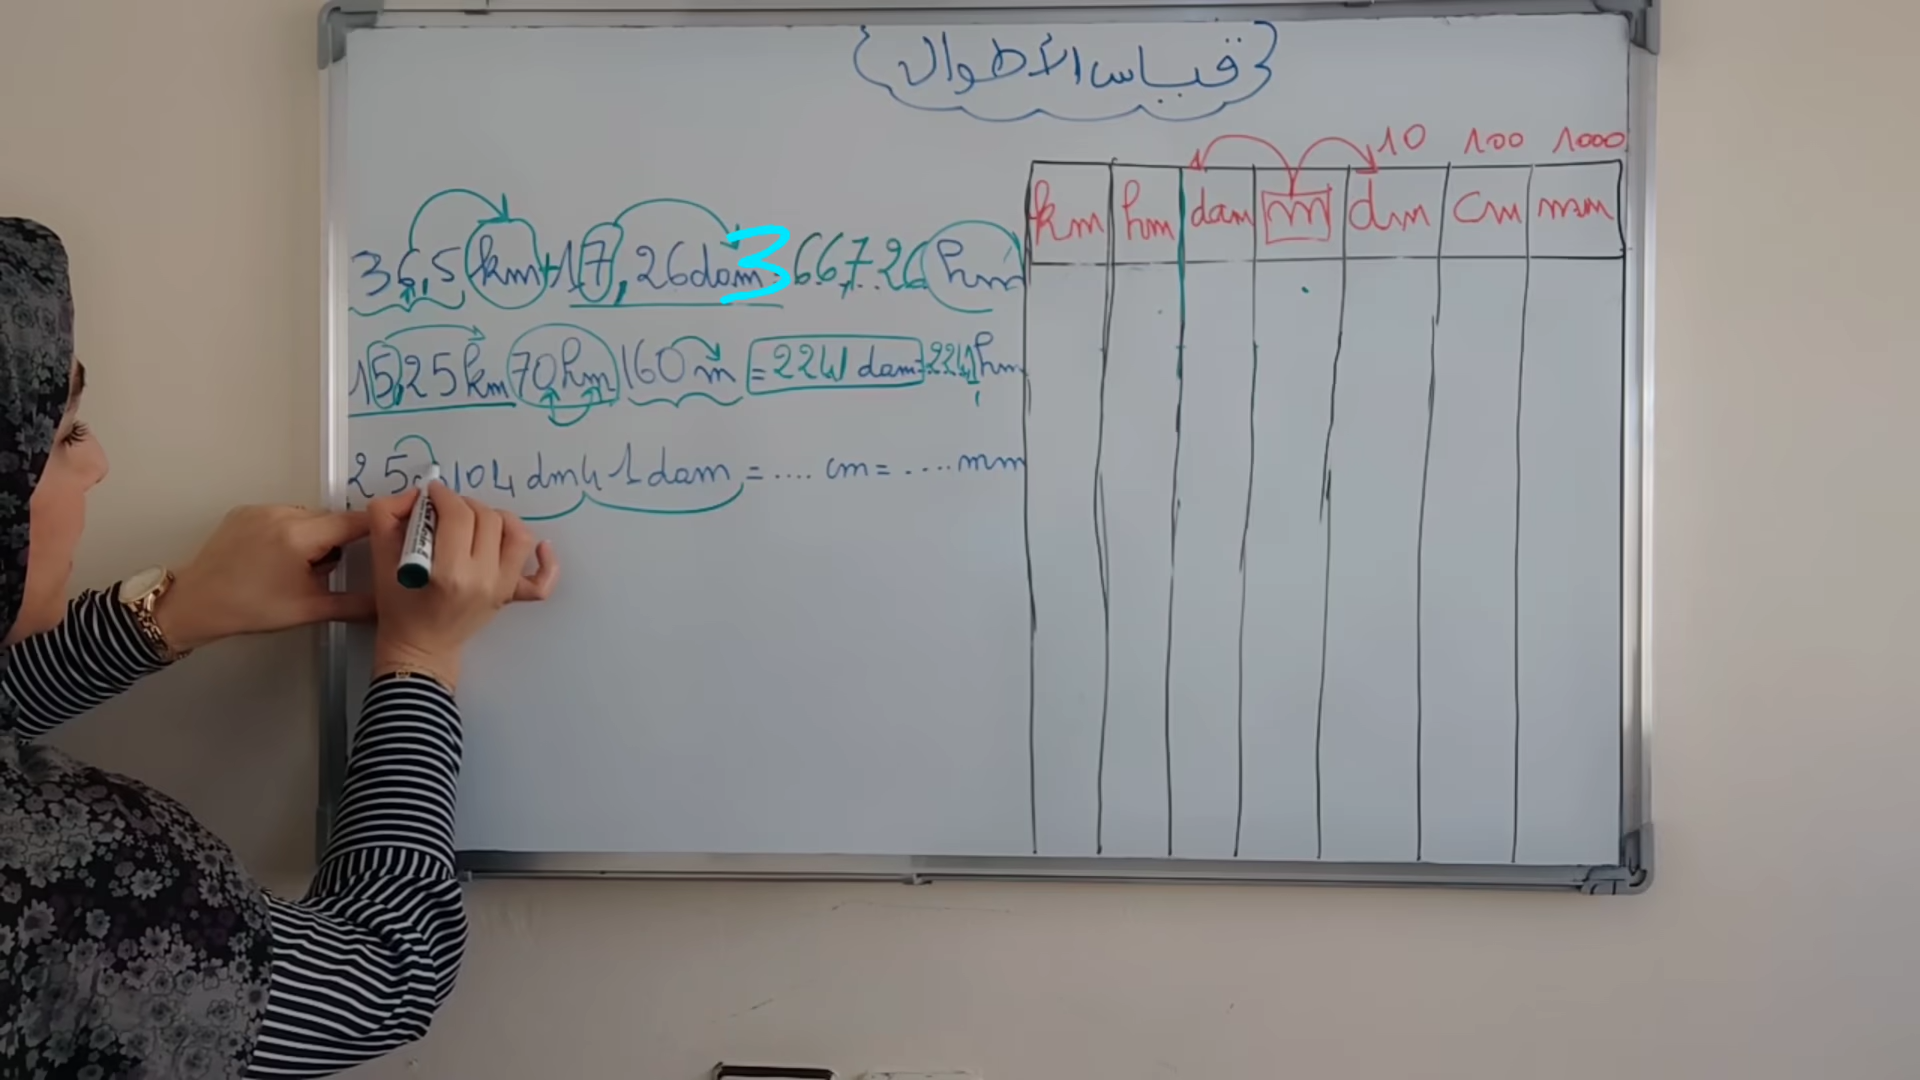 قياس الأطوال
10 100 1000
km hm dam m dm cm mm
36,5 km + 17,26 dam 3 667.26 hm
15,25 km 70 hm 160 m = 2241 dam = 224,1 hm
25 104 dm 1 dam = .... cm = .... mm